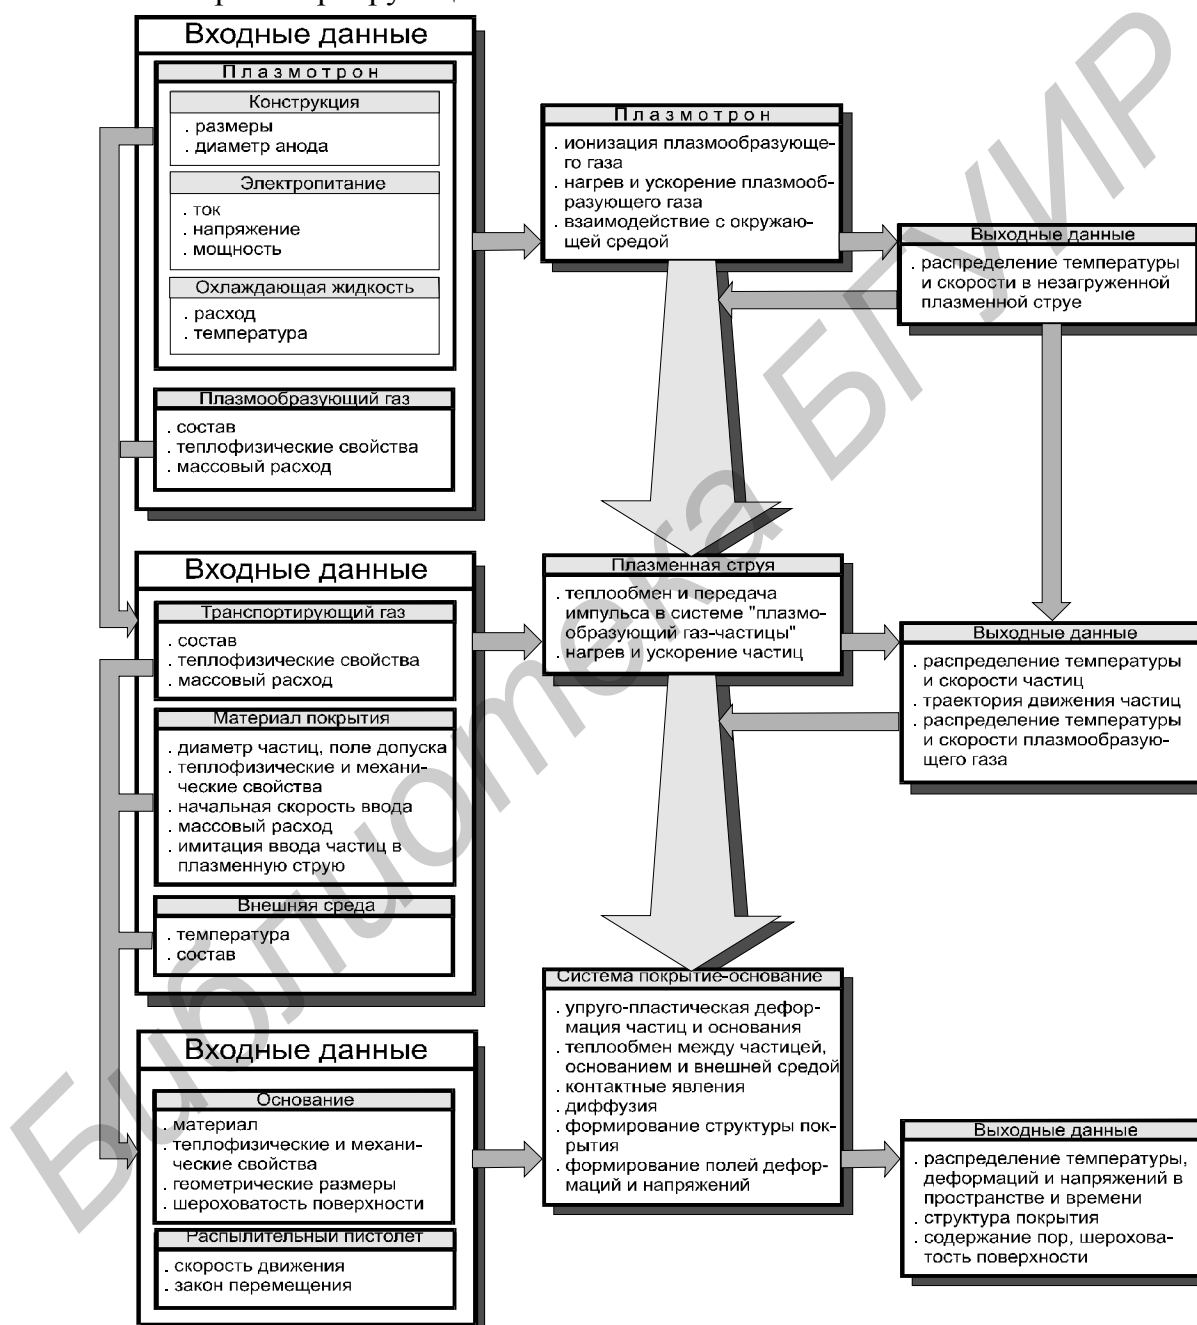 Входные данные
Плазмотрон
Конструкция
. размеры
. диаметр анода
Электропитание
. ток
. напряжение
. мощность
Охлаждающая жидкость
. расход
. температура
Плазмообразующий газ
. состав
. теплофизические свойства
. массовый расход
Плазмотрон
. ионизация плазмообразующе-
го газа
. нагрев и ускорение плазмооб-
разующего газа
. взаимодействие с окружаю-
щей средой
Выходные данные
. распределение температуры
и скорости в незагруженной
плазменной струе
Входные данные
Транспортирующий газ
. состав
. теплофизические свойства
. массовый расход
Материал покрытия
. диаметр частиц, поле допуска
. теплофизические и механи-
ческие свойства
. начальная скорость ввода
. массовый расход
. имитация ввода частиц в
плазменную струю
Внешняя среда
. температура
. состав
Плазменная струя
. теплообмен и передача
импульса в системе "плазмо-
образующий газ-частицы"
. нагрев и ускорение частиц
Выходные данные
. распределение температуры
и скорости частиц
. траектория движения частиц
. распределение температуры
и скорости плазмообразую-
щего газа
Входные данные
Основание
. материал
. теплофизические и механи-
ческие свойства
. геометрические размеры
. шероховатость поверхности
Распылительный пистолет
. скорость движения
. закон перемещения
Система покрытие-основание
. упруго-пластическая дефор-
мация частиц и основания
. теплообмен между частицей,
основанием и внешней средой
. контактные явления
. диффузия
. формирование структуры пок-
рытия
. формирование полей дефор-
маций и напряжений
Выходные данные
. распределение температуры,
деформаций и напряжений в
пространстве и времени
. структура покрытия
. содержание пор, шерохова-
тость поверхности
Библиотека БГУИР